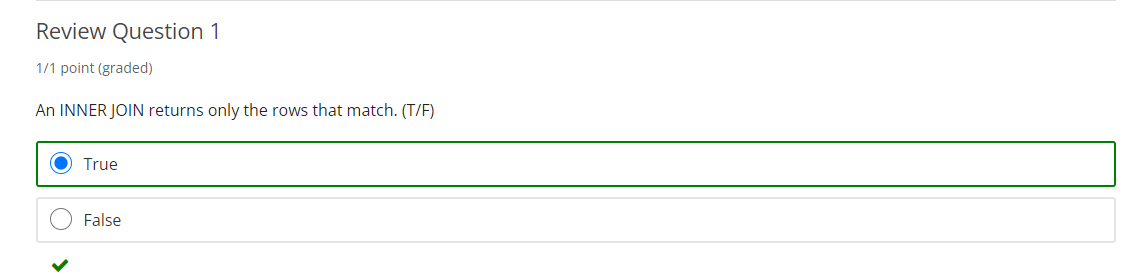 Review Question 1
1/1 point (graded)
An INNER JOIN returns only the rows that match. (T/F)
True
False